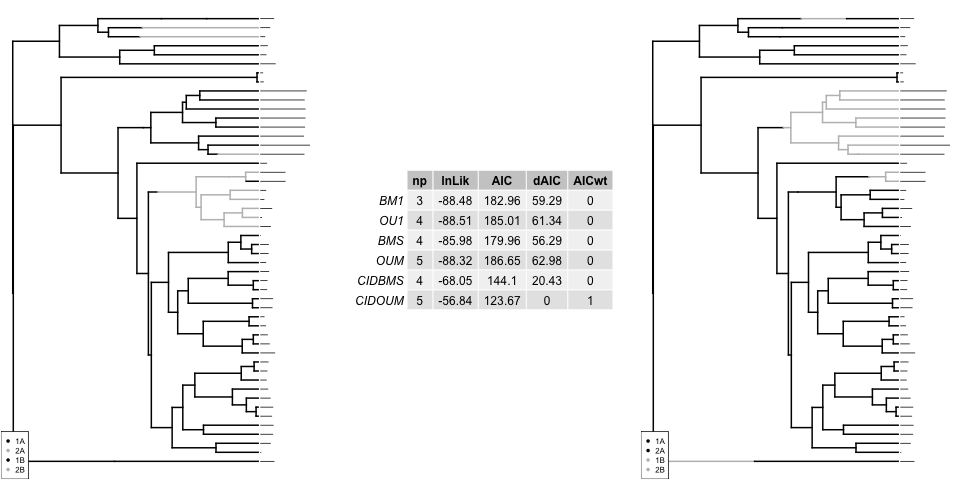 np lnLik AIC dAIC AICwt
BM1 3 -88.48 182.96 59.29 0
OU1 4 -88.51 185.01 61.34 0
BMS 4 -85.98 179.96 56.29 0
OUM 5 -88.32 186.65 62.98 0
CIDBMS 4 -68.05 144.1 20.43 0
CIDOUM 5 -56.84 123.67 0 1
1A
2A
1B
2B
1A
2A
1B
2B